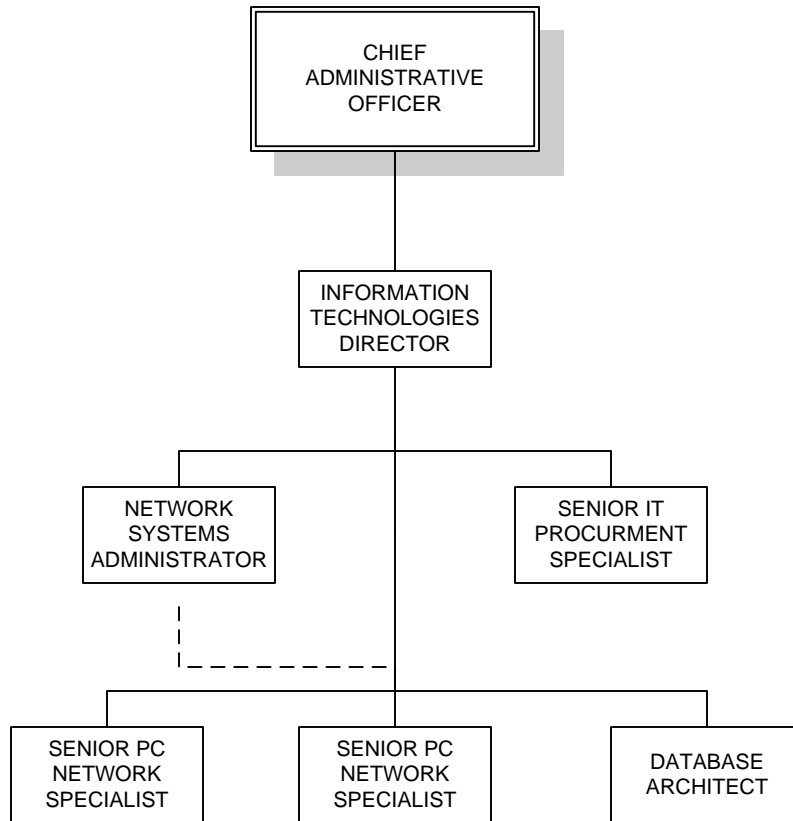 CHIEF
ADMINISTRATIVE
OFFICER
INFORMATION
TECHNOLOGIES
DIRECTOR
NETWORK
SYSTEMS
ADMINISTRATOR
SENIOR IT
PROCURMENT
SPECIALIST
SENIOR PC
NETWORK
SPECIALIST
SENIOR PC
NETWORK
SPECIALIST
DATABASE
ARCHITECT